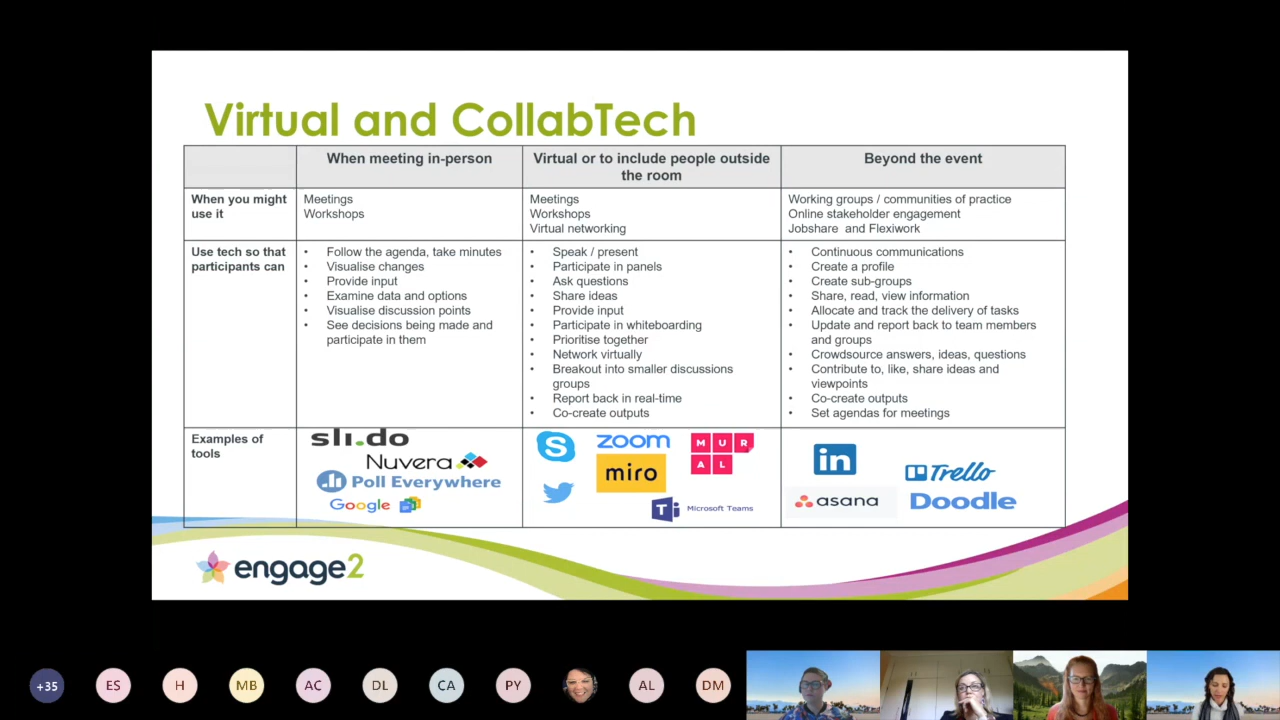 Virtual and CollabTech
When meeting in-person
Virtual or to include people outside
the room
Beyond the event
When you might
use it
Meetings
Workshops
Meetings
Workshops
Virtual networking
Working groups / communities of practice
Online stakeholder engagement
Jobshare and Flexiwork
Use tech so that
participants can
• Follow the agenda, take minutes
• Visualise changes
• Provide input
• Examine data and options
• Visualise discussion points
• See decisions being made and
participate in them
• Speak / present
• Participate in panels
• Ask questions
• Share ideas
• Provide input
• Participate in whiteboarding
• Prioritise together
• Network virtually
• Breakout into smaller discussions
groups
• Report back in real-time
• Co-create outputs
• Continuous communications
• Create a profile
• Create sub-groups
• Share, read, view information
• Allocate and track the delivery of tasks
• Update and report back to team members
and groups
• Crowdsource answers, ideas, questions
• Contribute to, like, share ideas and
viewpoints
• Co-create outputs
• Set agendas for meetings
Examples of
tools
sli.do
Nuvera
Poll Everywhere
Google
S
zoom
MUR
AL
miro
T
Microsoft Teams
in
Trello
asana
Doodle
engage2
+35
ES
H
MB
AC
DL
CA
PY
AL
DM